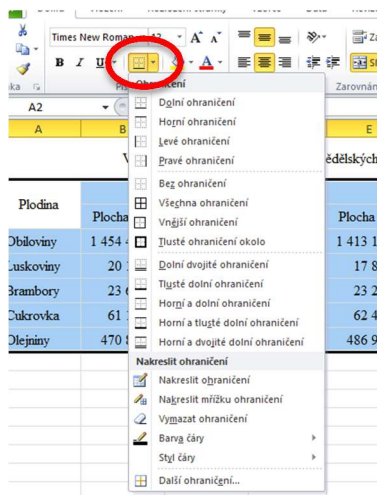 Times New Roman
12
A A
B I U
A
A2
A
B
E
Zarovnán
Ohraničení
Dolní ohraničení
Horní ohraničení
Levé ohraničení
Pravé ohraničení
Bez ohraničení
Všechna ohraničení
Vnější ohraničení
Tlusté ohraničení okolo
Dolní dvojité ohraničení
Tlusté dolní ohraničení
Horní a dolní ohraničení
Horní a tlusté dolní ohraničení
Horní a dvojité dolní ohraničení
Nakreslit ohraničení
Nakreslit ohraničení
Nakreslit mřížku ohraničení
Vymazat ohraničení
Barva čáry
Styl čáry
Další ohraničení...
V
ědělských
Plodina
Plocha
Plocha
Obiloviny
1 454
1 413 1
Luskoviny
20
17 8
Brambory
23
23 2
Cukrovka
61
62 4
Olejniny
470
486 9